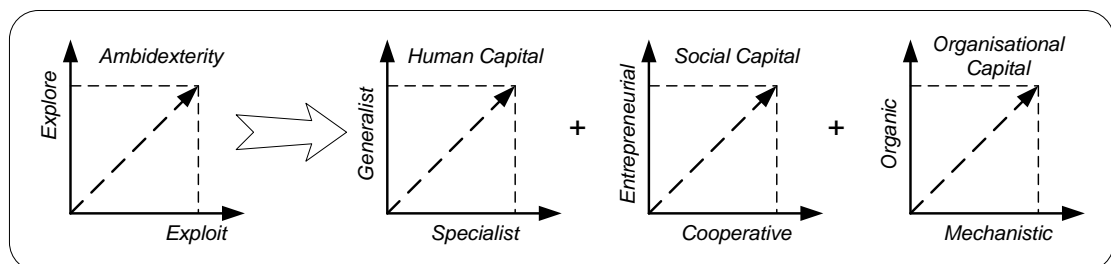 Ambidexterity
Explore
Exploit
Human Capital
Generalist
Specialist
+
Social Capital
Entrepreneurial
Cooperative
+
Organisational
Capital
Organic
Mechanistic